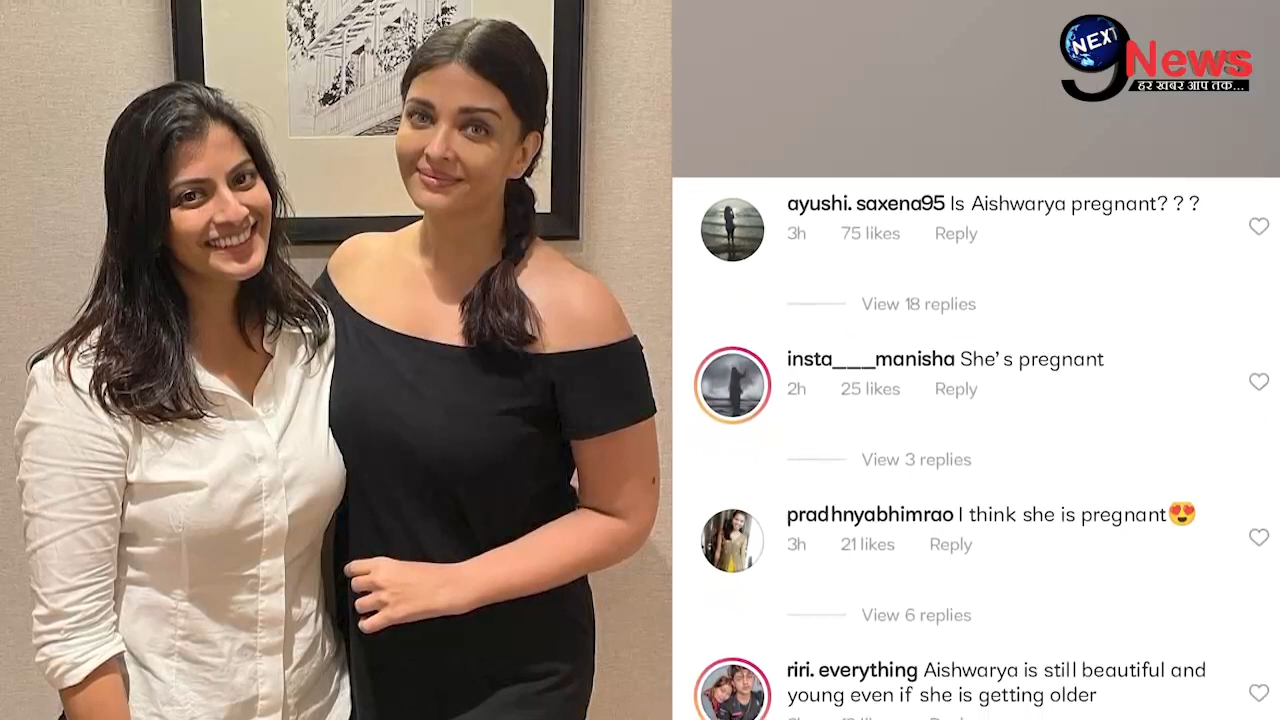 NEXT
9 News
हर खबर आप तक...
ayushi. saxena95 Is Aishwarya pregnant? ? ?
3h 75 likes Reply
View 18 replies
insta___manisha She's pregnant
2h 25 likes Reply
View 3 replies
pradhnyabhimrao I think she is pregnant😍
3h 21 likes Reply
View 6 replies
riri. everything Aishwarya is still beautiful and
young even if she is getting older